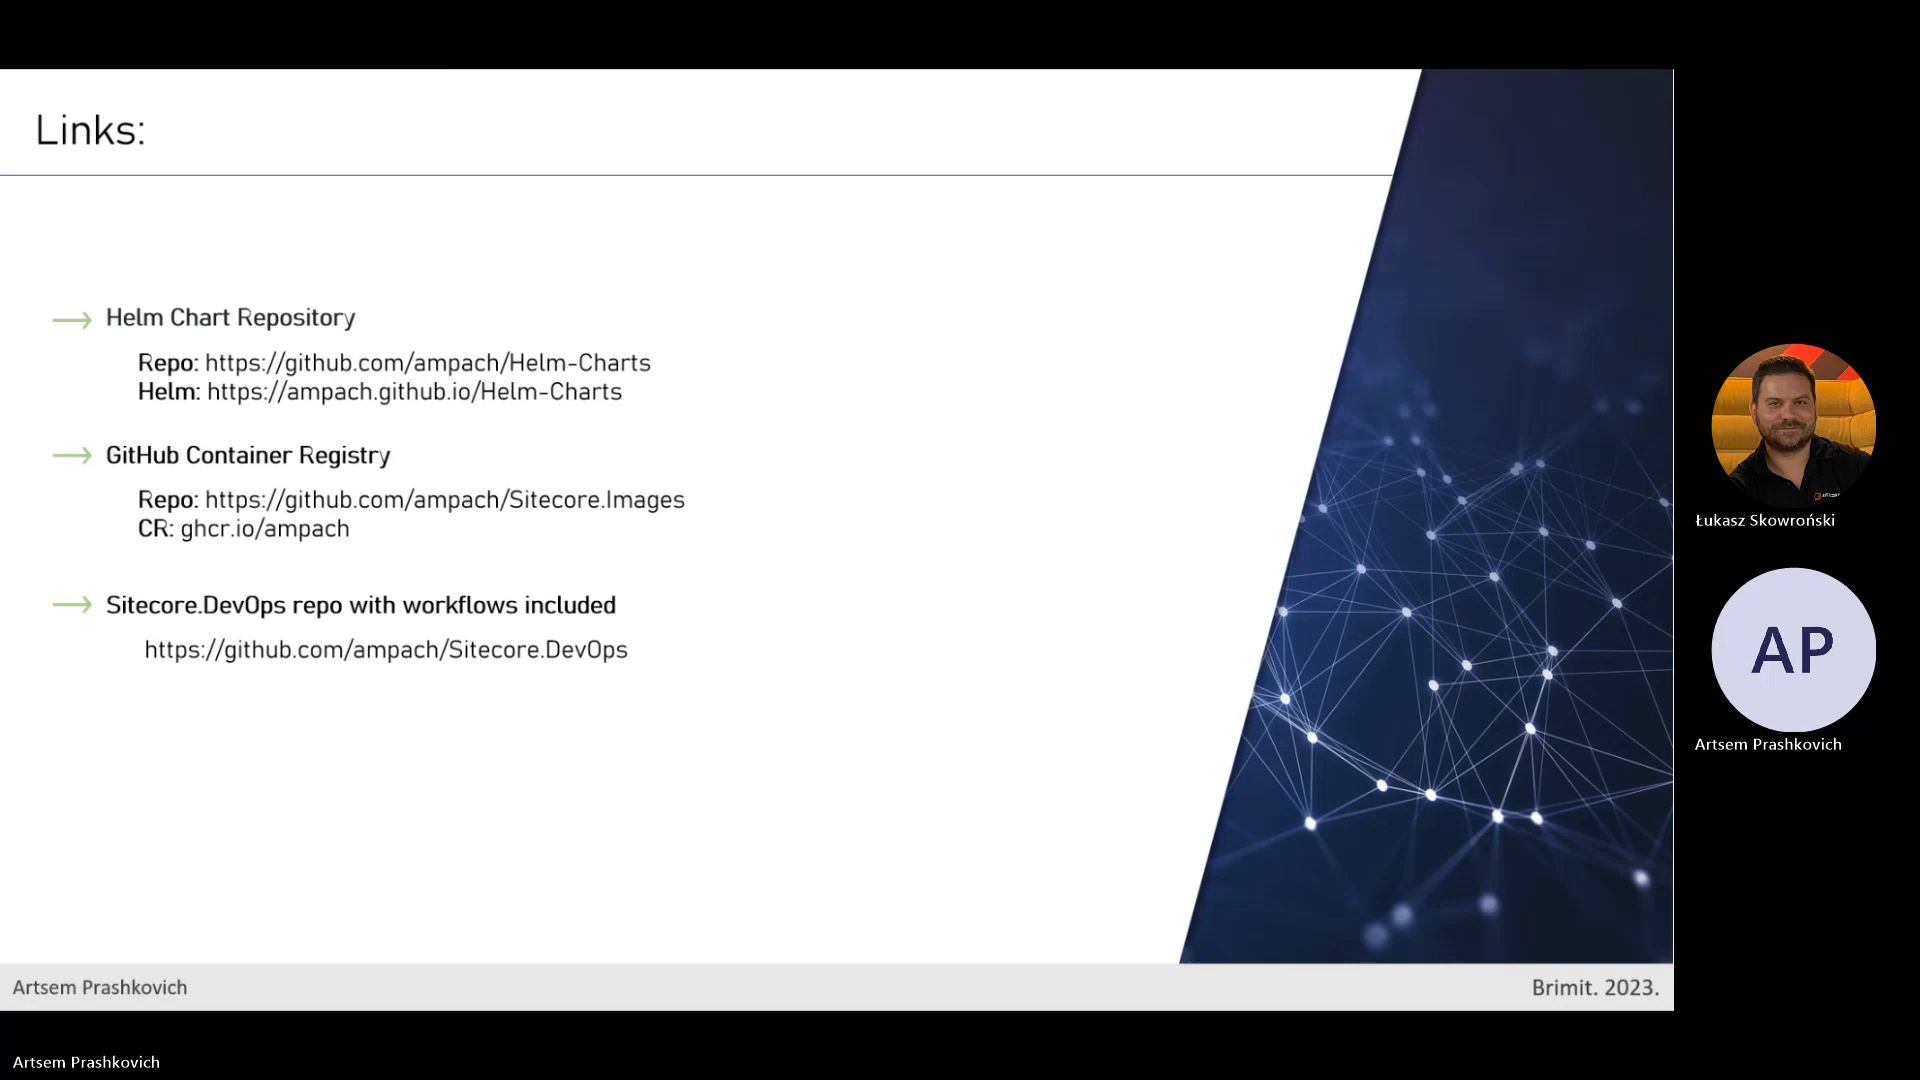 Links:
Helm Chart Repository
Repo: https://github.com/ampach/Helm-Charts
Helm: https://ampach.github.io/Helm-Charts
GitHub Container Registry
Repo: https://github.com/ampach/Sitecore.Images
CR: ghcr.io/ampach
Sitecore.DevOps repo with workflows included
https://github.com/ampach/Sitecore.DevOps
Artsem Prashkovich
Brimit. 2023.
Łukasz Skowroński
AP
Artsem Prashkovich
Artsem Prashkovich